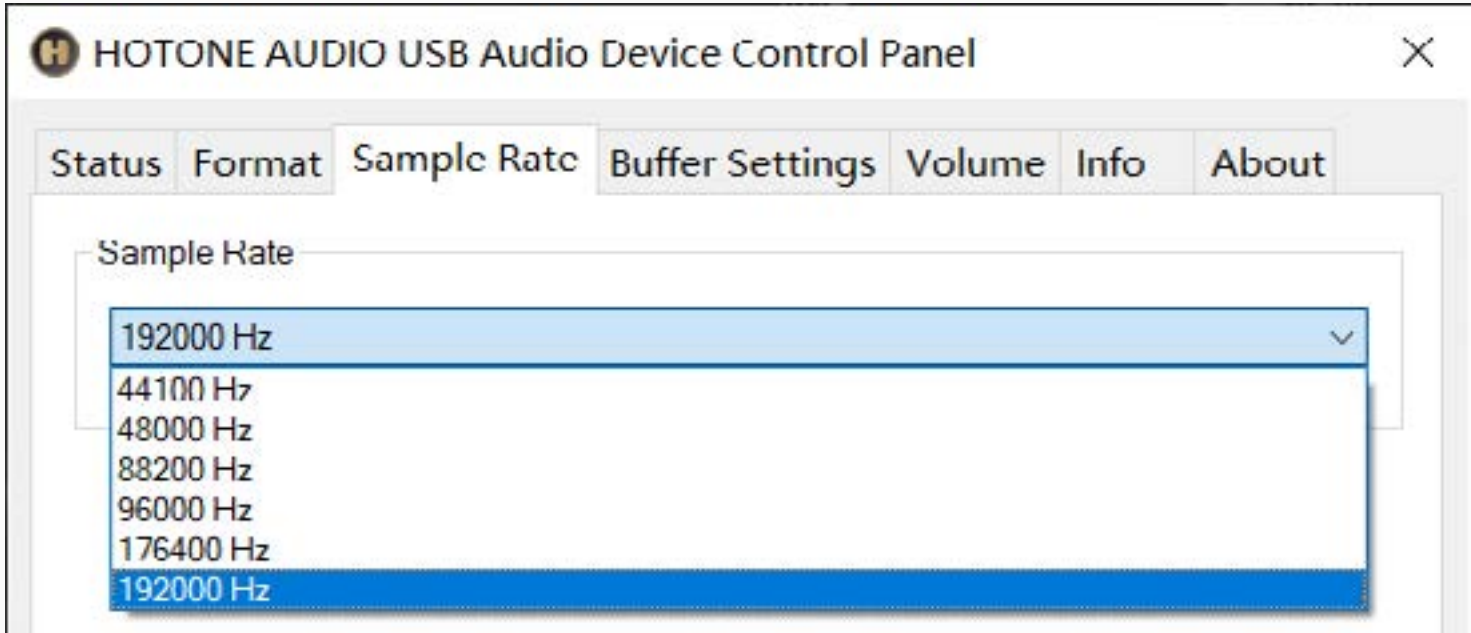 HOTONE AUDIO USB Audio Device Control Panel
Status Format Sample Rate Buffer Settings Volume Info About
Sample Rate
192000 Hz
44100 Hz
48000 Hz
88200 Hz
96000 Hz
176400 Hz
192000 Hz